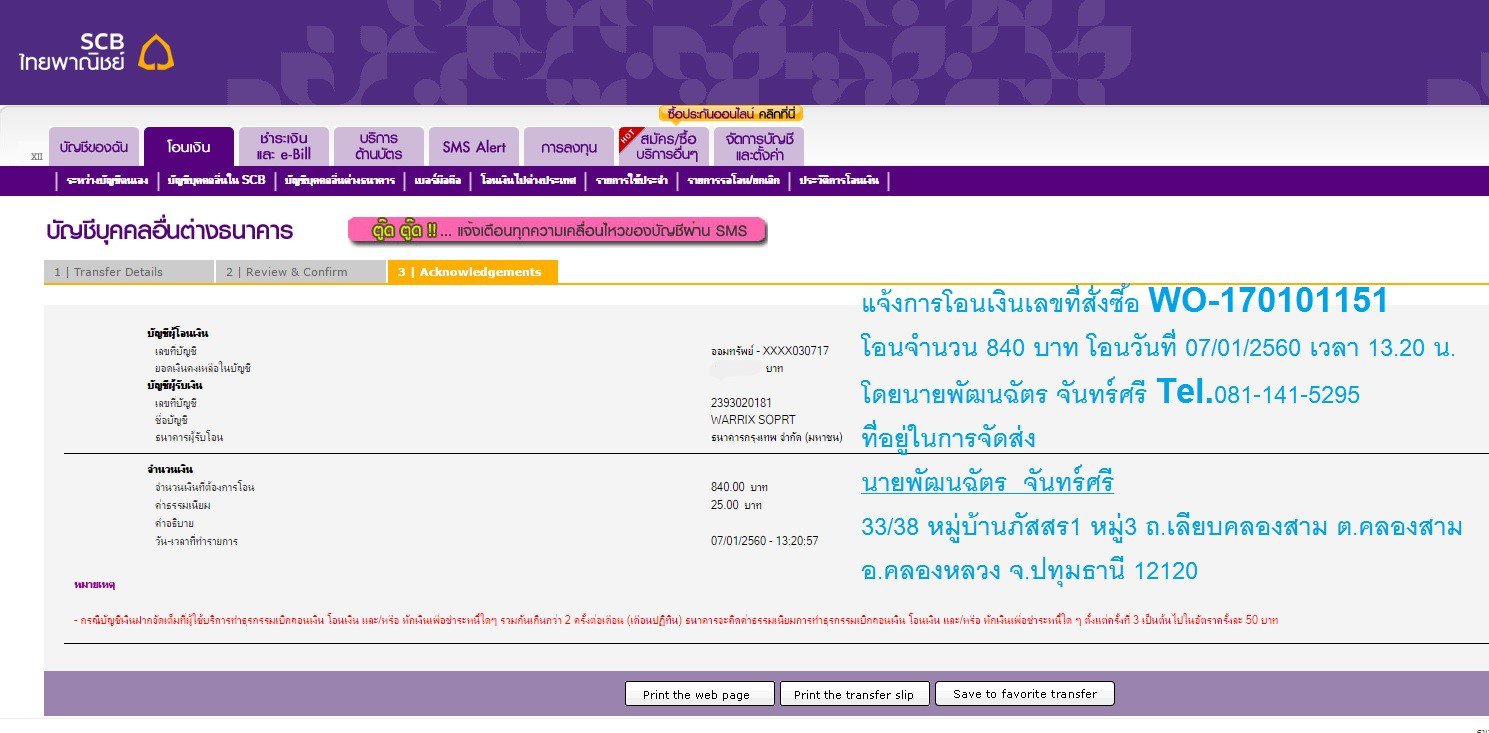 SCB
ไทยพาณิชย์
ซื้อประกันออนไลน์ คลิกที่นี่
XII
บัญชีของฉัน
โอนเงิน
ชำระเงิน
และ e-Bill
บริการ
ด้านบัตร
SMS Alert
การลงทุน
HOT
สมัคร/ซื้อ
บริการอื่นๆ
จัดการบัญชี
และตั้งค่า
| ระหว่างบัญชีตนเอง | บัญชีบุคคลอื่นใน SCB | บัญชีบุคคลอื่นต่างธนาคาร | เบอร์มือถือ | โอนเงินไปต่างประเทศ | รายการใช้ประจำ | รายการรอโอน/ยกเลิก | ประวัติการโอนเงิน |
บัญชีบุคคลอื่นต่างธนาคาร
ตู๊ด ตู๊ด !! ... แจ้งเตือนทุกความเคลื่อนไหวของบัญชีผ่าน SMS
1 | Transfer Details
2 | Review & Confirm
3 | Acknowledgements
แจ้งการโอนเงินเลขที่สั่งซื้อ WO-170101151
โอนจำนวน 840 บาท โอนวันที่ 07/01/2560 เวลา 13.20 น.
โดยนายพัฒนฉัตร จันทร์ศรี Tel.081-141-5295
ที่อยู่ในการจัดส่ง
นายพัฒนฉัตร จันทร์ศรี
33/38 หมู่บ้านภัสสร1 หมู่3 ถ.เลียบคลองสาม ต.คลองสาม
อ.คลองหลวง จ.ปทุมธานี 12120
บัญชีผู้โอนเงิน
เลขที่บัญชี ออมทรัพย์ - XXXX030717
ยอดเงินคงเหลือในบัญชี บาท
บัญชีผู้รับเงิน
เลขที่บัญชี 2393020181
ชื่อบัญชี WARRIX SOPRT
ธนาคารผู้รับโอน ธนาคารกรุงเทพ จำกัด (มหาชน)
จำนวนเงิน
จำนวนเงินที่ต้องการโอน 840.00 บาท
ค่าธรรมเนียม 25.00 บาท
คำอธิบาย
วัน-เวลาที่ทำรายการ 07/01/2560 - 13:20:57
หมายเหตุ
- กรณีบัญชีเงินฝากจัดเต็มที่ผู้ใช้บริการทำธุรกรรมเบิกถอนเงิน โอนเงิน และ/หรือ หักเงินเพื่อชำระหนี้ใดๆ รวมกันเกินกว่า 2 ครั้งต่อเดือน (เดือนปฏิทิน) ธนาคารจะคิดค่าธรรมเนียมการทำธุรกรรมเบิกถอนเงิน โอนเงิน และ/หรือ หักเงินเพื่อชำระหนี้ใด ๆ ตั้งแต่ครั้งที่ 3 เป็นต้นไปในอัตราครั้งละ 50 บาท
Print the web page
Print the transfer slip
Save to favorite transfer